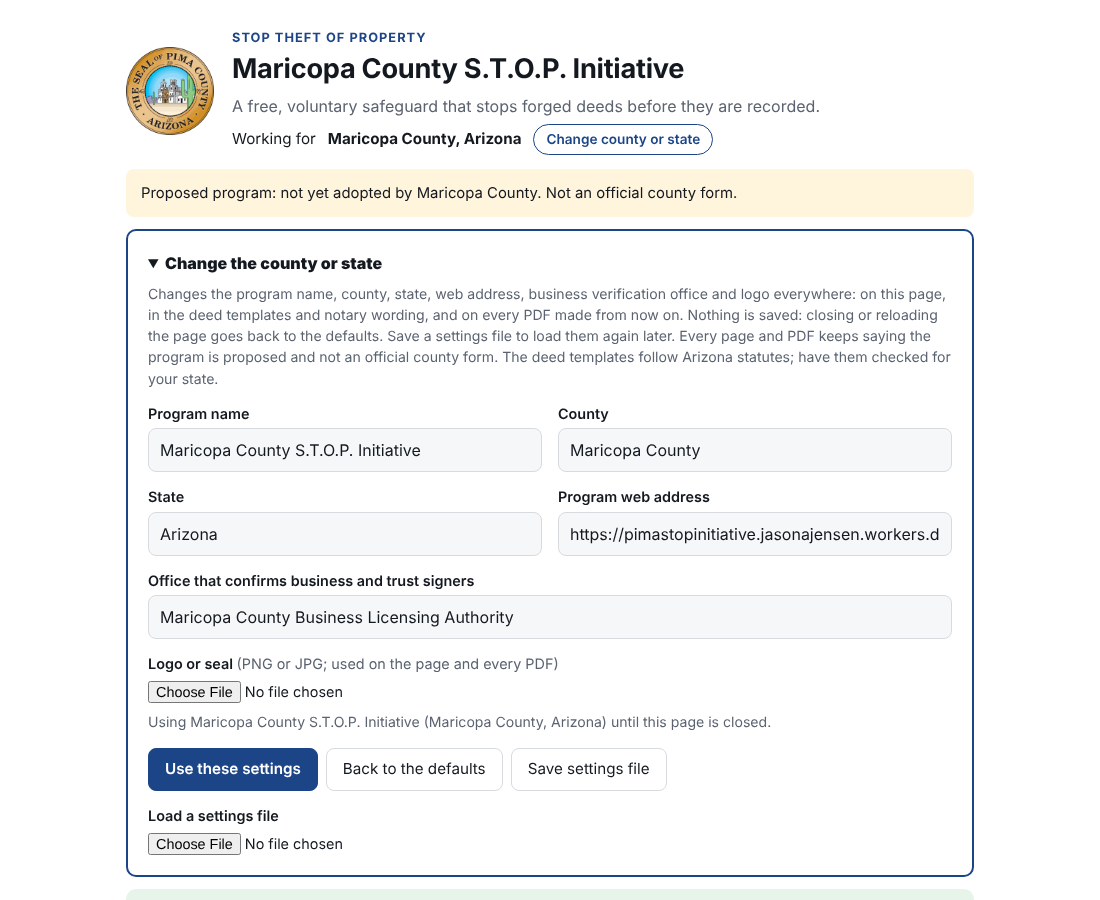 THE SEAL OF PIMA COUNTY
ARIZONA
STOP THEFT OF PROPERTY
Maricopa County S.T.O.P. Initiative
A free, voluntary safeguard that stops forged deeds before they are recorded.
Working for Maricopa County, Arizona Change county or state
Proposed program: not yet adopted by Maricopa County. Not an official county form.
▼ Change the county or state
Changes the program name, county, state, web address, business verification office and logo everywhere: on this page,
in the deed templates and notary wording, and on every PDF made from now on. Nothing is saved: closing or reloading
the page goes back to the defaults. Save a settings file to load them again later. Every page and PDF keeps saying the
program is proposed and not an official county form. The deed templates follow Arizona statutes; have them checked for
your state.
Program name
Maricopa County S.T.O.P. Initiative
County
Maricopa County
State
Arizona
Program web address
https://pimastopinitiative.jasonajensen.workers.d
Office that confirms business and trust signers
Maricopa County Business Licensing Authority
Logo or seal (PNG or JPG; used on the page and every PDF)
Choose File No file chosen
Using Maricopa County S.T.O.P. Initiative (Maricopa County, Arizona) until this page is closed.
Use these settings Back to the defaults Save settings file
Load a settings file
Choose File No file chosen